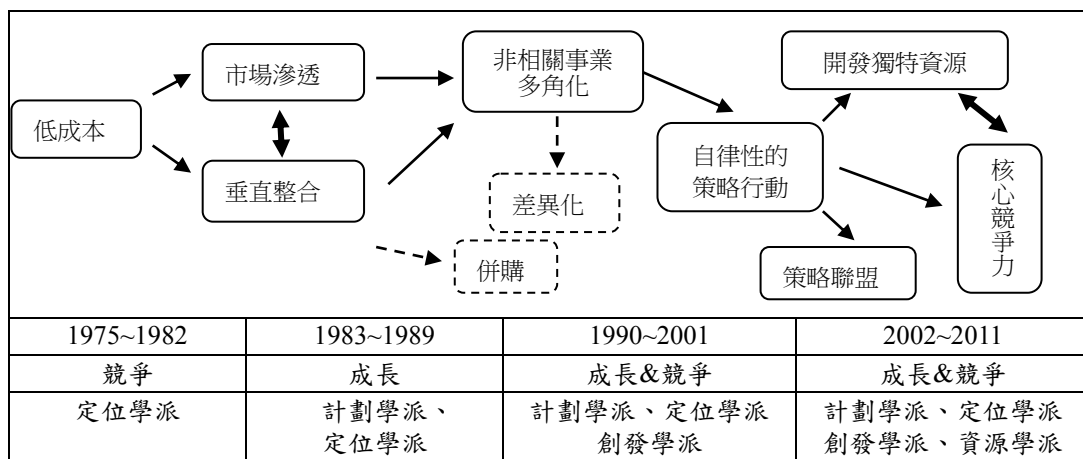 低成本
市場滲透
垂直整合
非相關事業
多角化
差異化
併購
自律性的
策略行動
開發獨特資源
核心競爭力
策略聯盟
1975~1982 1983~1989 1990~2001 2002~2011
競爭 成長 成長&競爭 成長&競爭
定位學派 計劃學派、 計劃學派、定位學派 計劃學派、定位學派
定位學派 創發學派 創發學派、資源學派